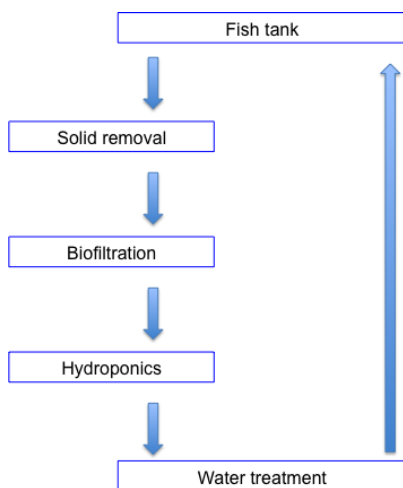 Fish tank
Solid removal
Biofiltration
Hydroponics
Water treatment